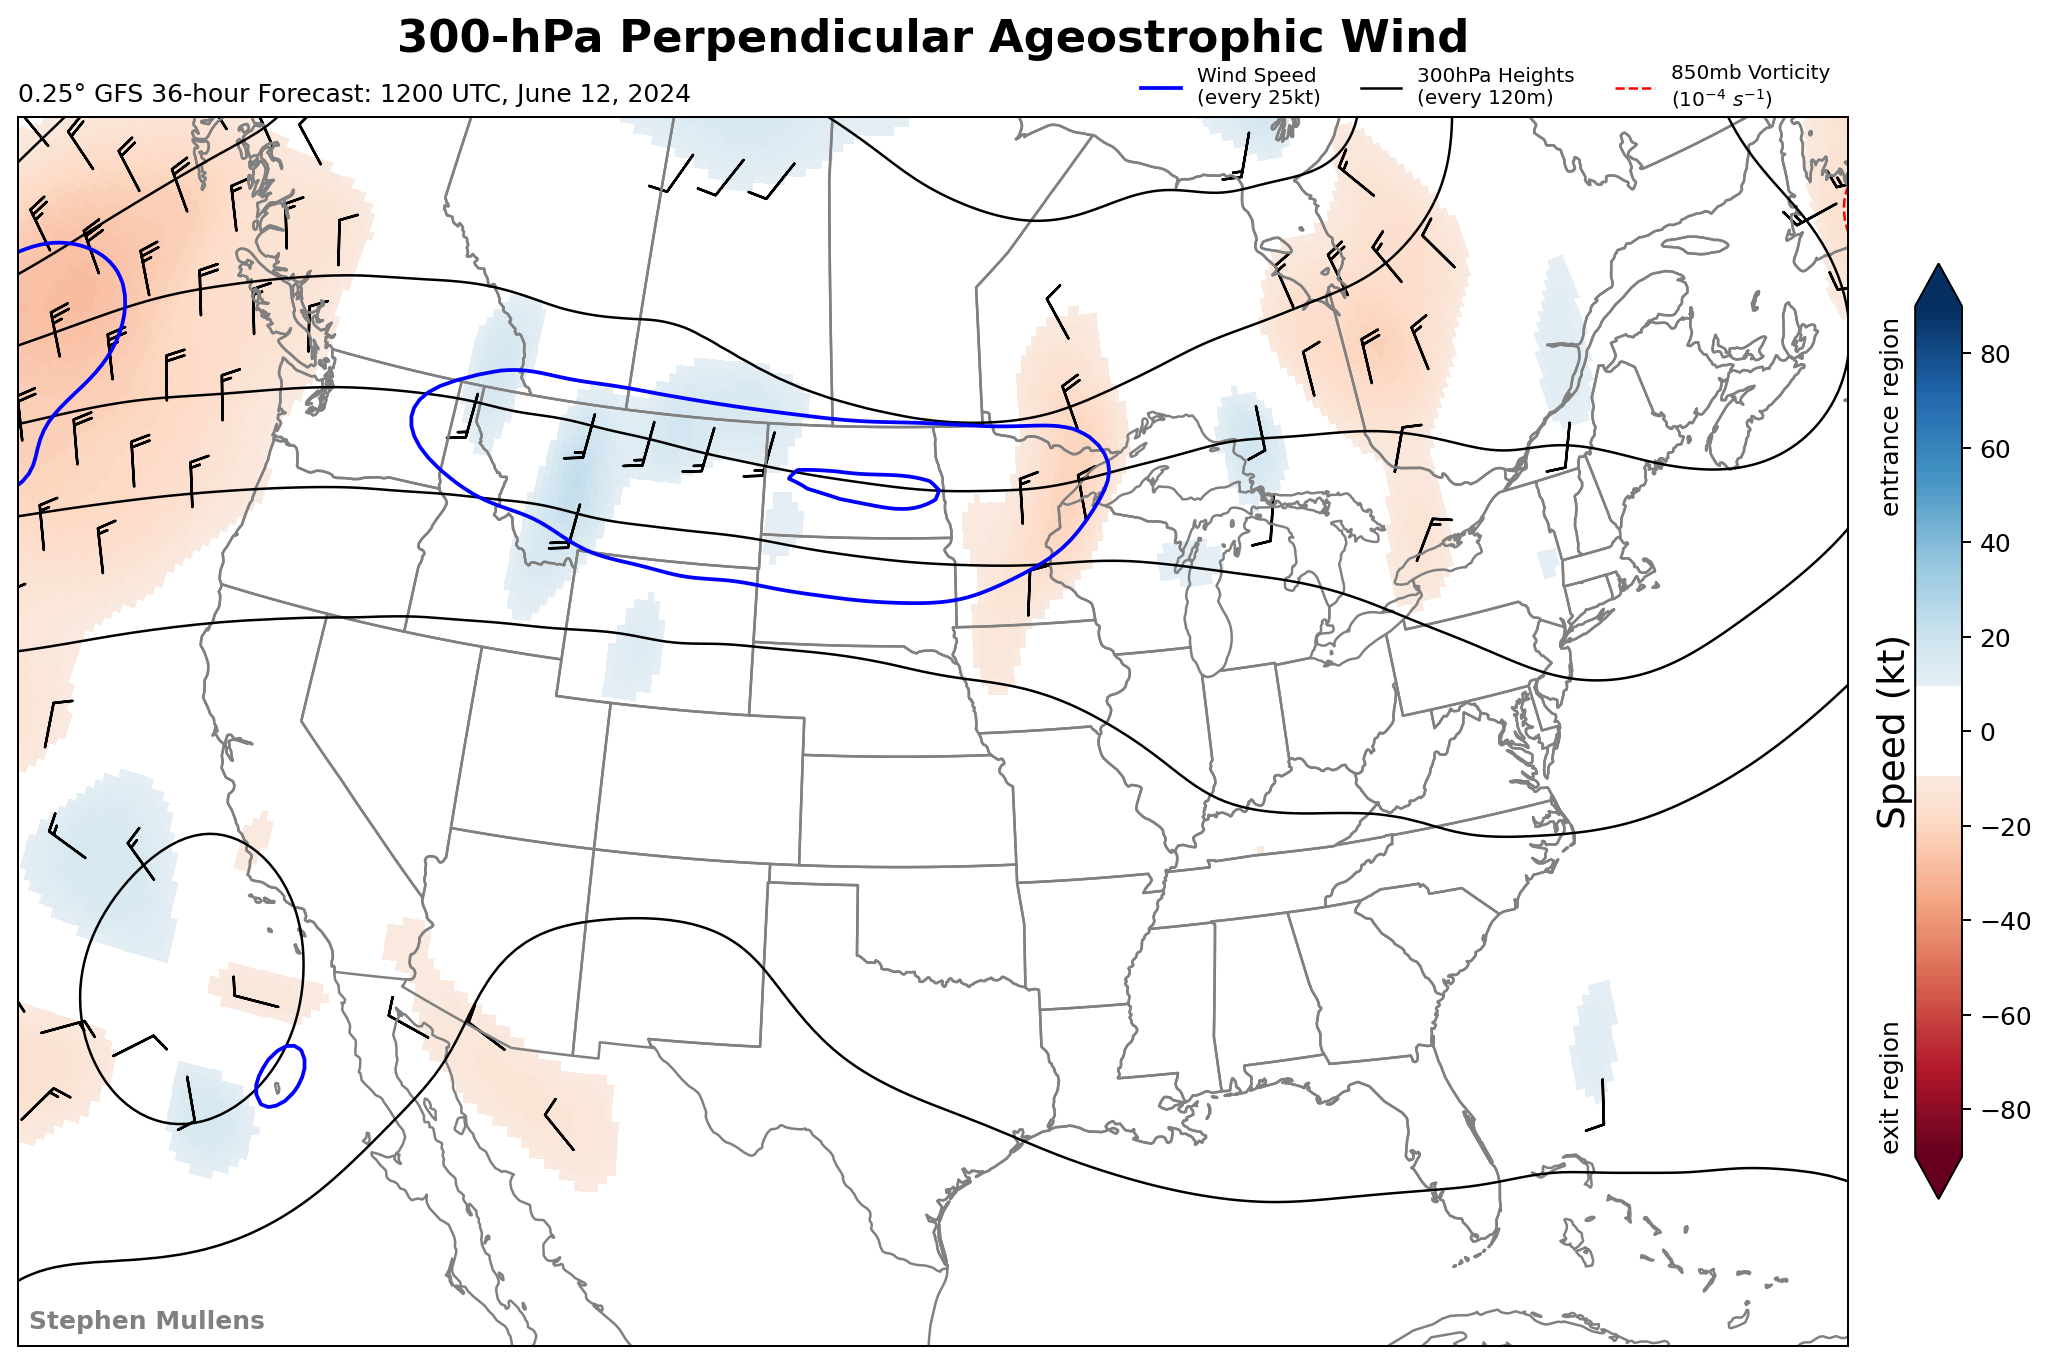 300-hPa Perpendicular Ageostrophic Wind
0.25° GFS 36-hour Forecast: 1200 UTC, June 12, 2024
Wind Speed
(every 25kt)
300hPa Heights
(every 120m)
850mb Vorticity
(10⁻⁴ s⁻¹)
entrance region
Speed (kt)
exit region
80
60
40
20
0
−20
−40
−60
−80
Stephen Mullens